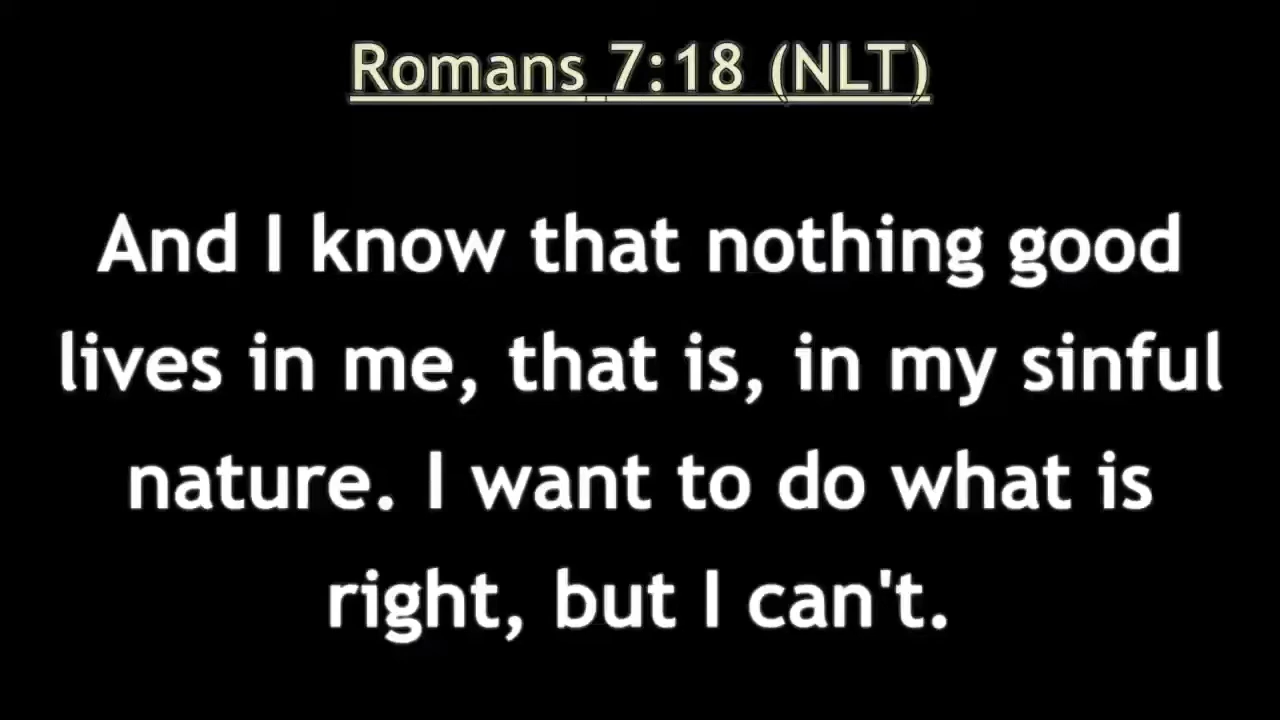 Romans 7:18 (NLT)
And I know that nothing good
lives in me, that is, in my sinful
nature. I want to do what is
right, but I can't.